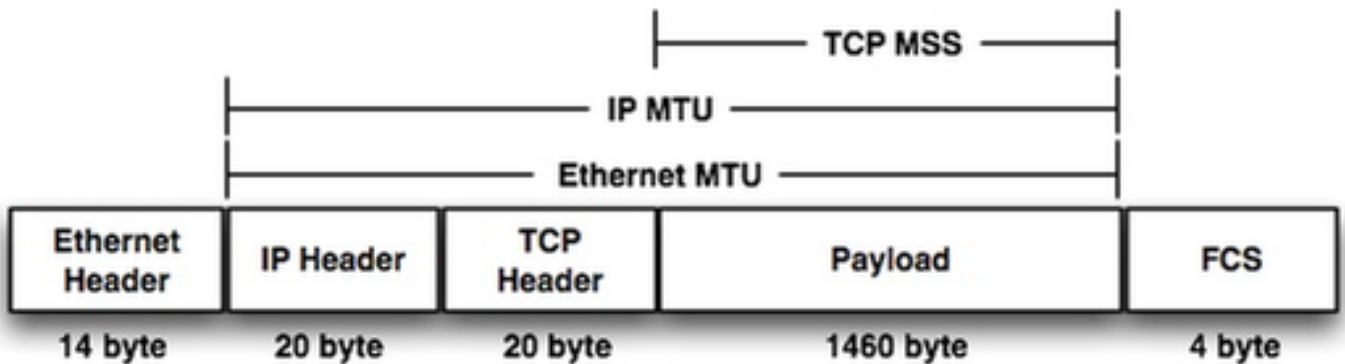 TCP MSS
IP MTU
Ethernet MTU
Ethernet
Header
IP Header
TCP
Header
Payload
FCS
14 byte
20 byte
20 byte
1460 byte
4 byte